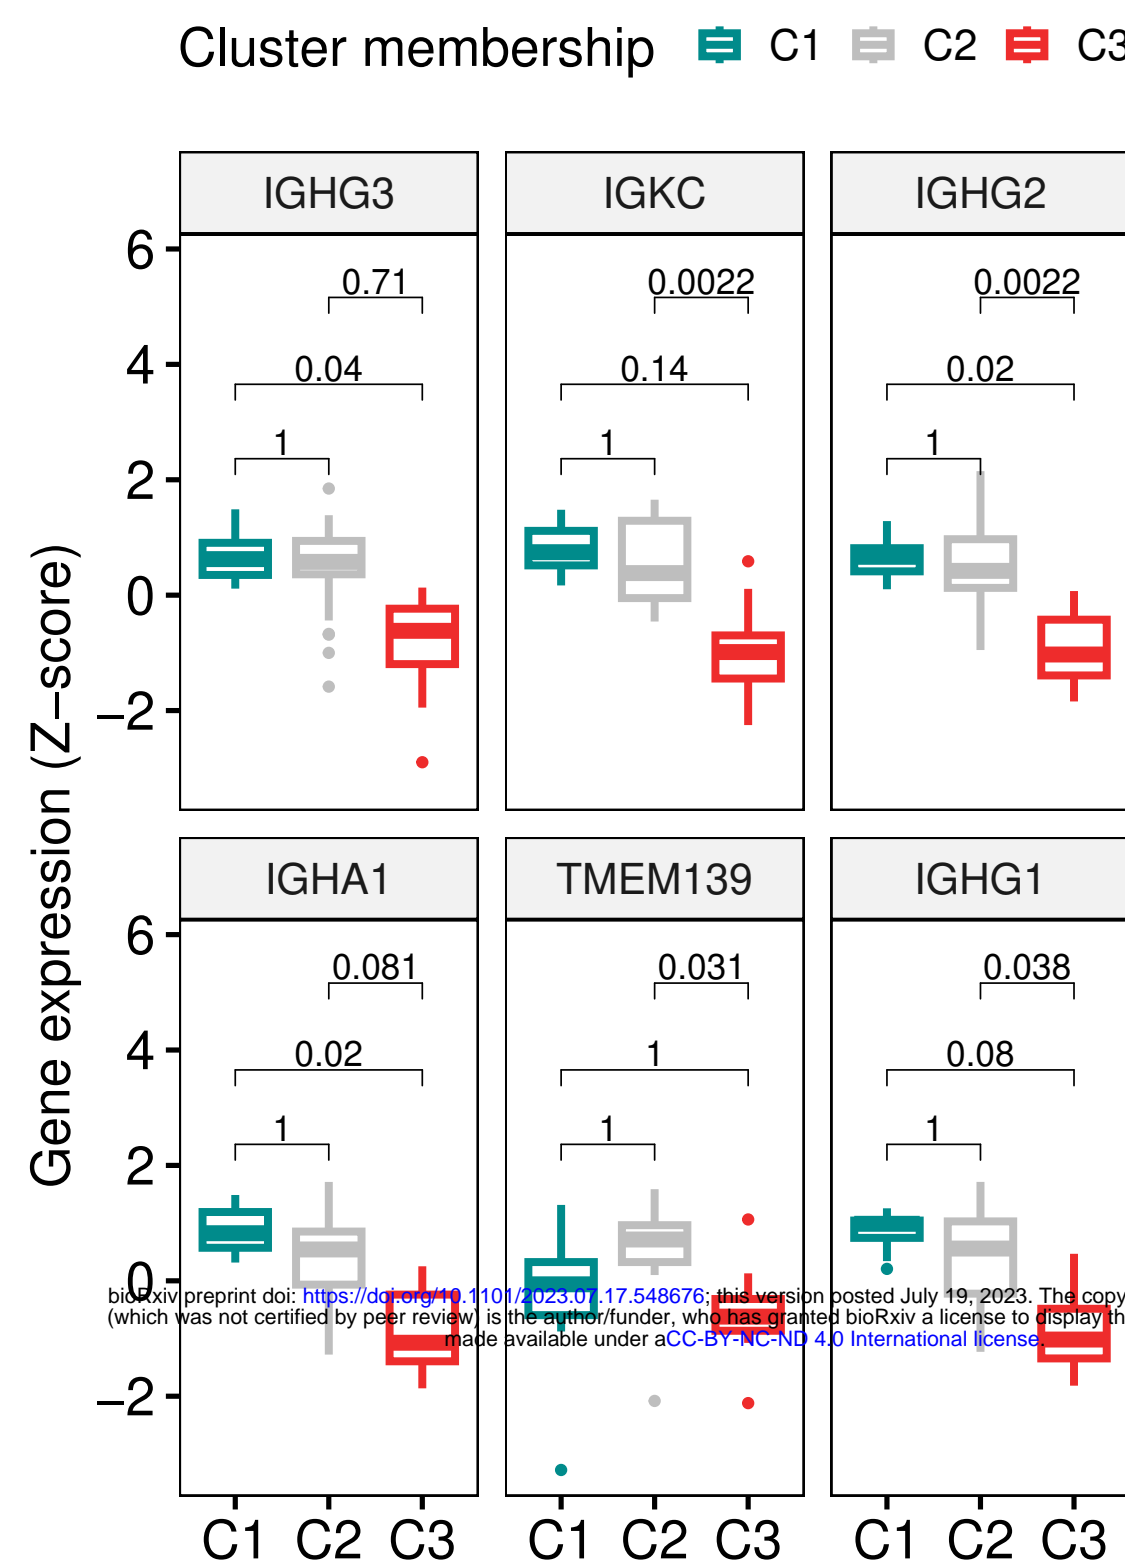 Cluster membership C1 C2 C3
IGHG3 IGKC IGHG2
6
0.71 0.0022 0.0022
4
0.04 0.14 0.02
1 1 1
2
0
−2
Gene expression (Z−score)
IGHA1 TMEM139 IGHG1
6
0.081 0.031 0.038
4
0.02 1 0.08
1 1 1
2
0
bioRxiv preprint doi: https://doi.org/10.1101/2023.07.17.548676; this version posted July 19, 2023. The copy
(which was not certified by peer review) is the author/funder, who has granted bioRxiv a license to display th
made available under aCC-BY-NC-ND 4.0 International license.
−2
C1 C2 C3 C1 C2 C3 C1 C2 C3